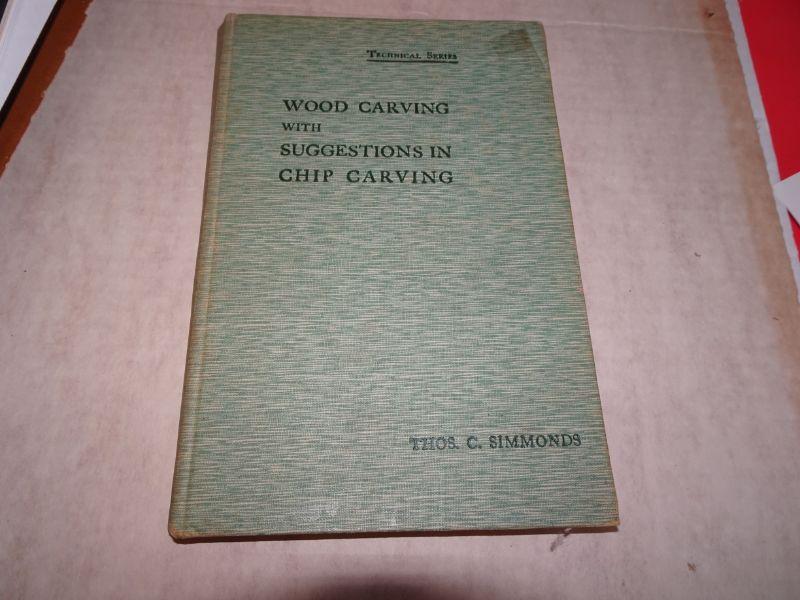 TECHNICAL SERIES
WOOD CARVING
WITH
SUGGESTIONS IN
CHIP CARVING
THOS. C. SIMMONDS